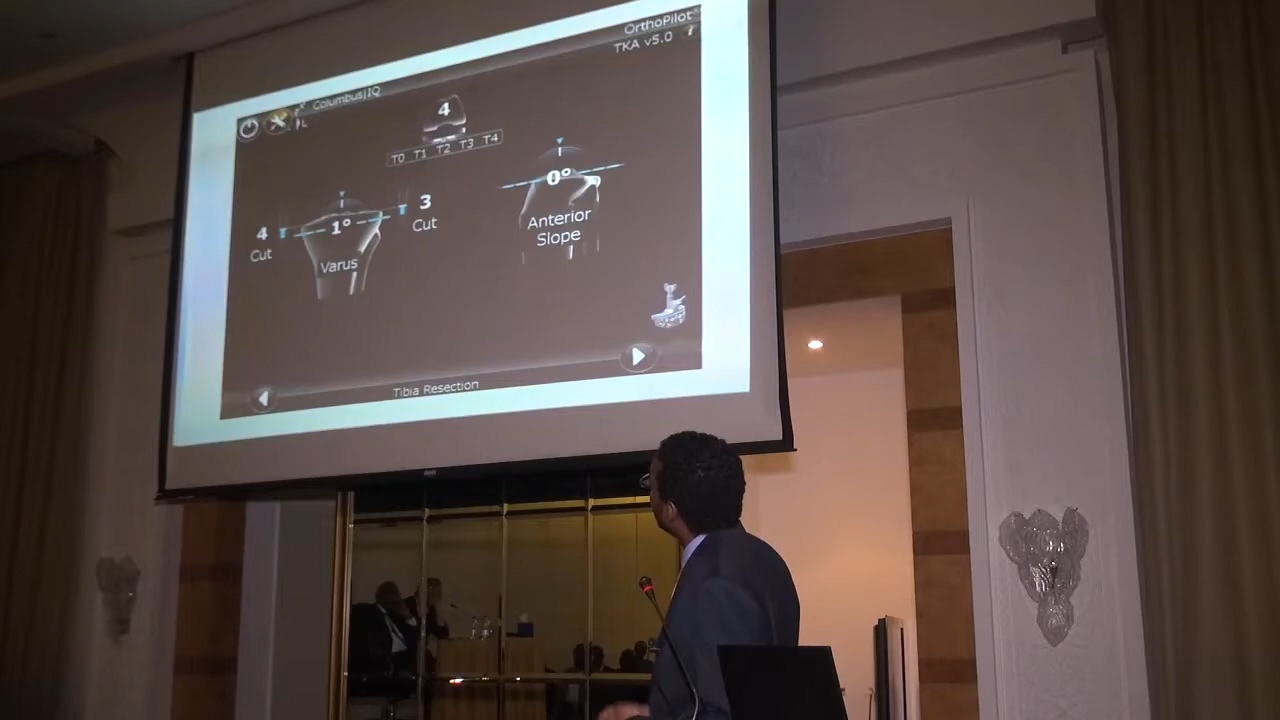 OrthoPilot
TKA v5.0
Columbus|IQ
4
T0 T1 T2 T3 T4
L
4
Cut
1°
Varus
3
Cut
0°
Anterior
Slope
Tibia Resection